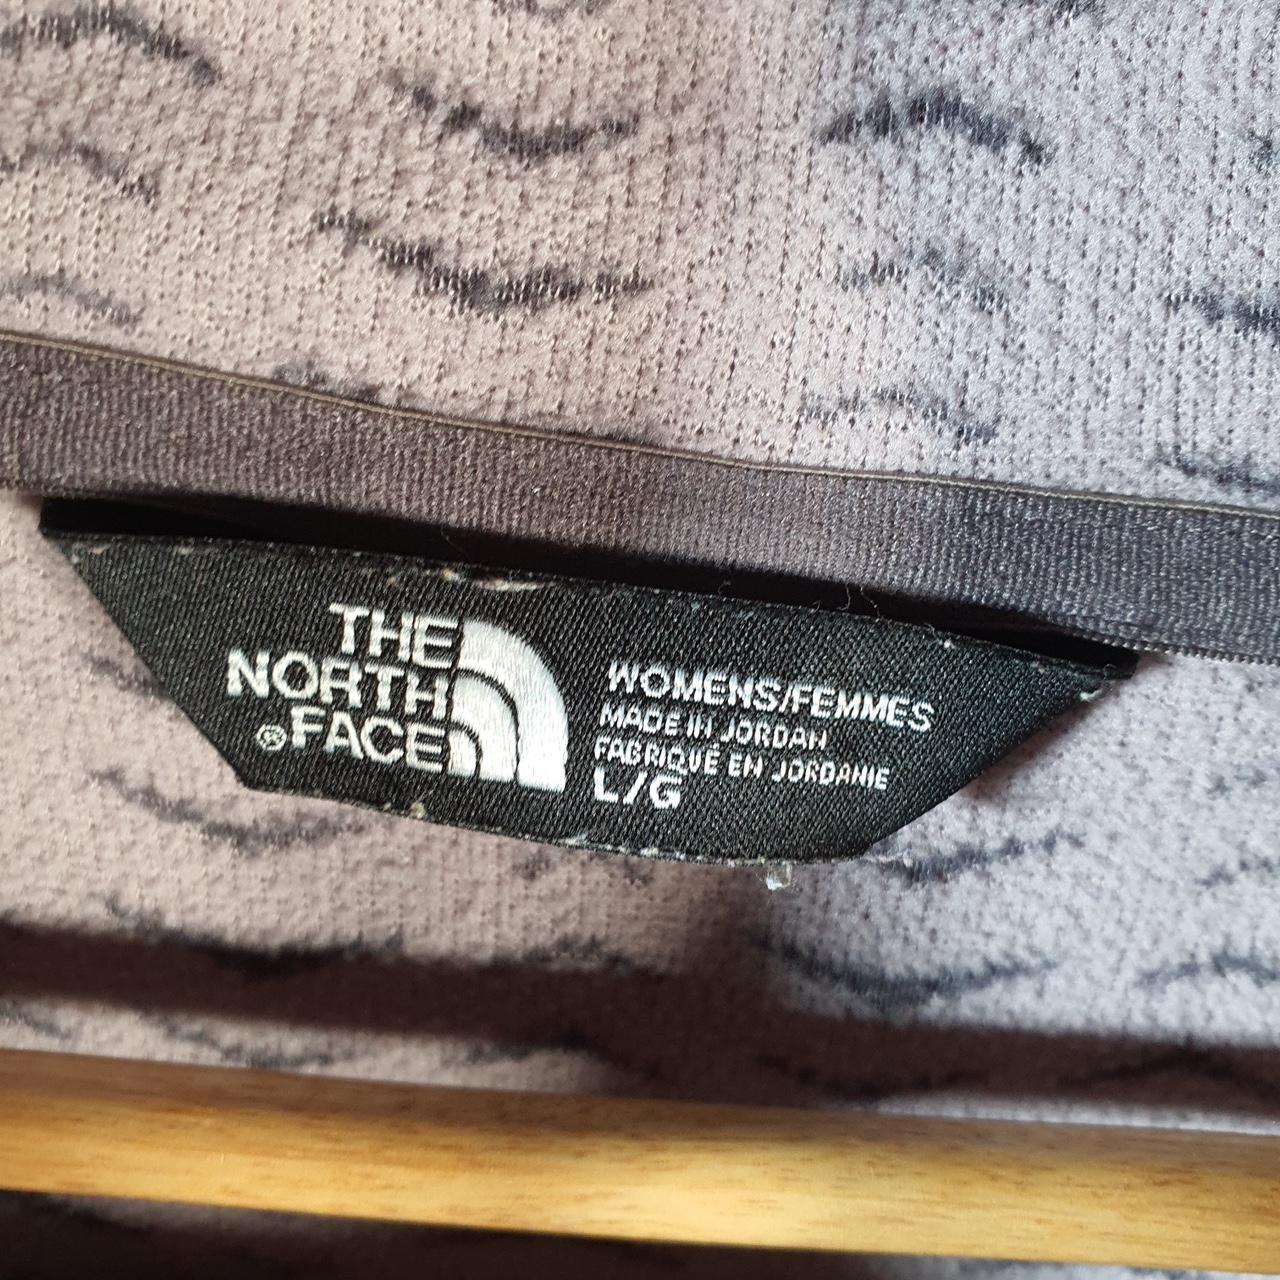 THE
NORTH
®FACE
WOMENS/FEMMES
MADE IN JORDAN
FABRIQUÉ EN JORDANIE
L/G